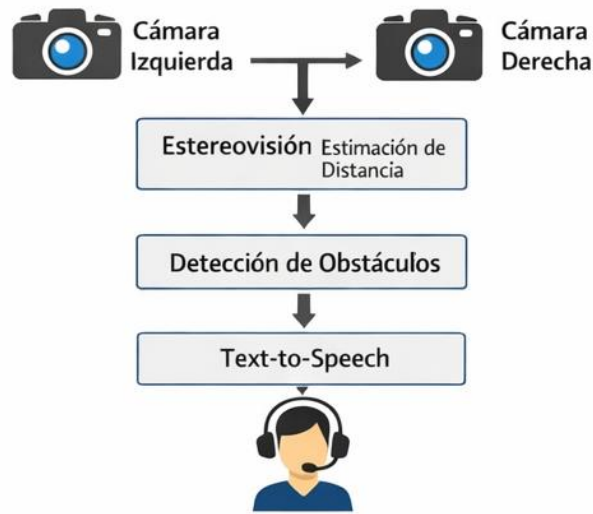 Cámara
Izquierda
Cámara
Derecha
Estereovisión Estimación de
Distancia
Detección de Obstáculos
Text-to-Speech